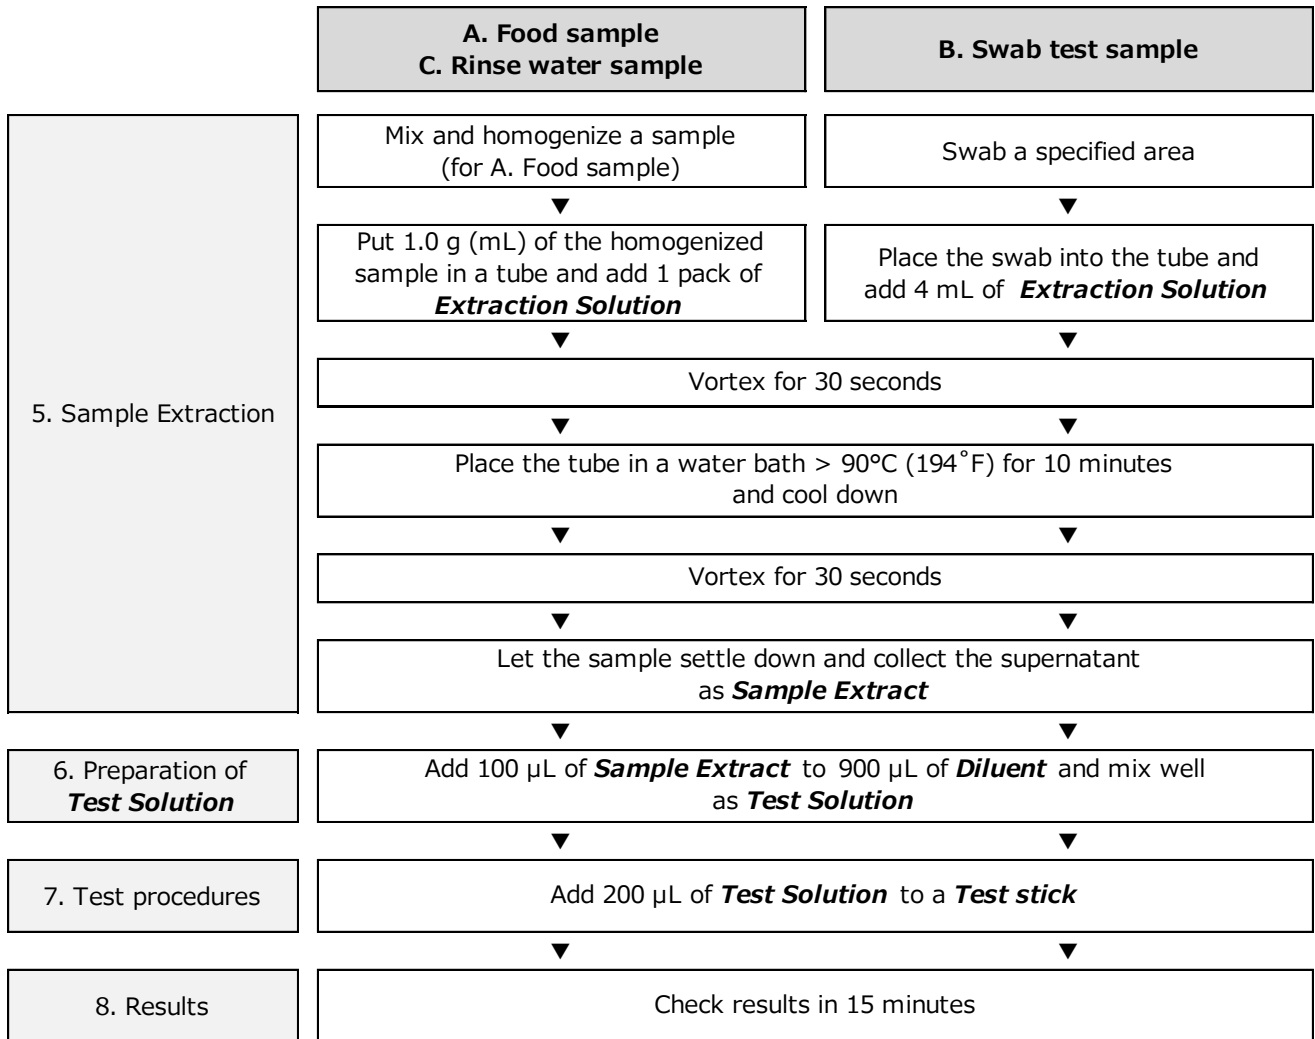 A. Food sample
C. Rinse water sample
B. Swab test sample
5. Sample Extraction
Mix and homogenize a sample
(for A. Food sample)
Swab a specified area
▼
▼
Put 1.0 g (mL) of the homogenized
sample in a tube and add 1 pack of
Extraction Solution
Place the swab into the tube and
add 4 mL of Extraction Solution
▼
▼
Vortex for 30 seconds
▼
▼
Place the tube in a water bath > 90°C (194˚F) for 10 minutes
and cool down
▼
▼
Vortex for 30 seconds
▼
▼
Let the sample settle down and collect the supernatant
as Sample Extract
▼
▼
6. Preparation of
Test Solution
Add 100 µL of Sample Extract to 900 µL of Diluent and mix well
as Test Solution
▼
▼
7. Test procedures
Add 200 µL of Test Solution to a Test stick
▼
▼
8. Results
Check results in 15 minutes